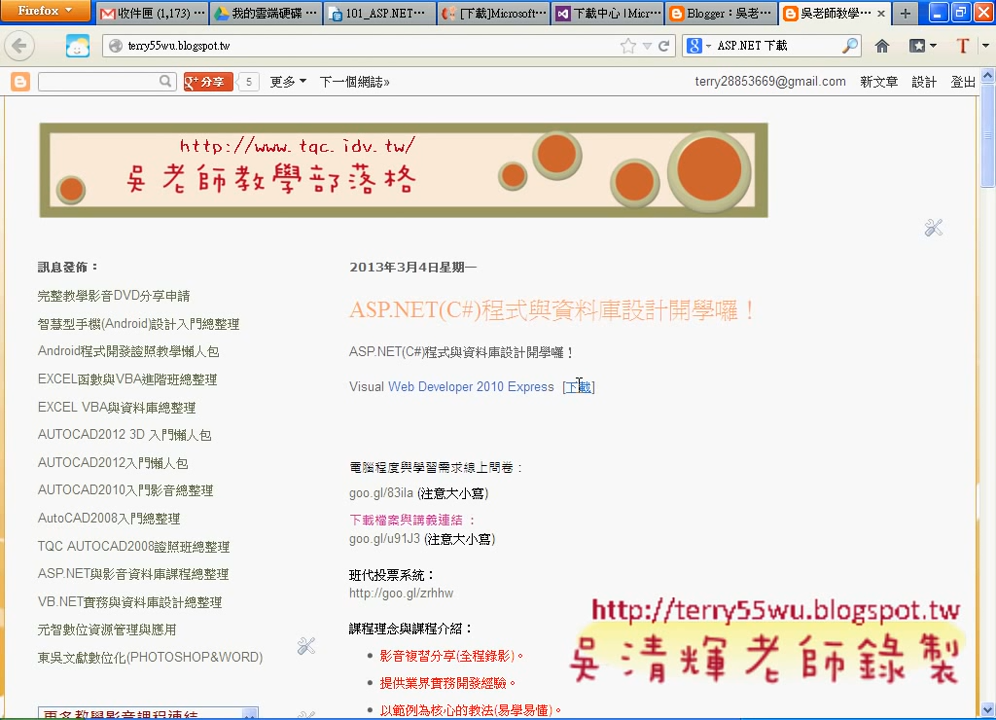 Firefox
收件匣 (1,173) …
我的雲端硬碟 …
101_ASP.NET…
[下載]Microsoft…
下載中心 | Micr…
Blogger：吳老…
吳老師教學…
terry55wu.blogspot.tw
ASP.NET 下載
分享
5
更多
下一個網誌»
terry28853669@gmail.com
新文章
設計
登出
http://www.tqc.idv.tw/
吳老師教學部落格
訊息發佈：
完整教學影音DVD分享申請
智慧型手機(Android)設計入門總整理
Android程式開發證照教學懶人包
EXCEL函數與VBA進階班總整理
EXCEL VBA與資料庫總整理
AUTOCAD2012 3D 入門懶人包
AUTOCAD2012入門懶人包
AUTOCAD2010入門影音總整理
AutoCAD2008入門總整理
TQC AUTOCAD2008證照班總整理
ASP.NET與影音資料庫課程總整理
VB.NET實務與資料庫設計總整理
元智數位資源管理與應用
東吳文獻數位化(PHOTOSHOP&WORD)
更多教學影音課程連結
2013年3月4日星期一
ASP.NET(C#)程式與資料庫設計開學囉！
ASP.NET(C#)程式與資料庫設計開學囉！
Visual Web Developer 2010 Express [下載]
電腦程度與學習需求線上問卷：
goo.gl/83iIa (注意大小寫)
下載檔案與講義連結：
goo.gl/u91J3 (注意大小寫)
班代投票系統：
http://goo.gl/zrhhw
課程理念與課程介紹：
影音複習分享(全程錄影)。
提供業界實務開發經驗。
以範例為核心的教法(易學易懂)。
http://terry55wu.blogspot.tw
吳清輝老師錄製